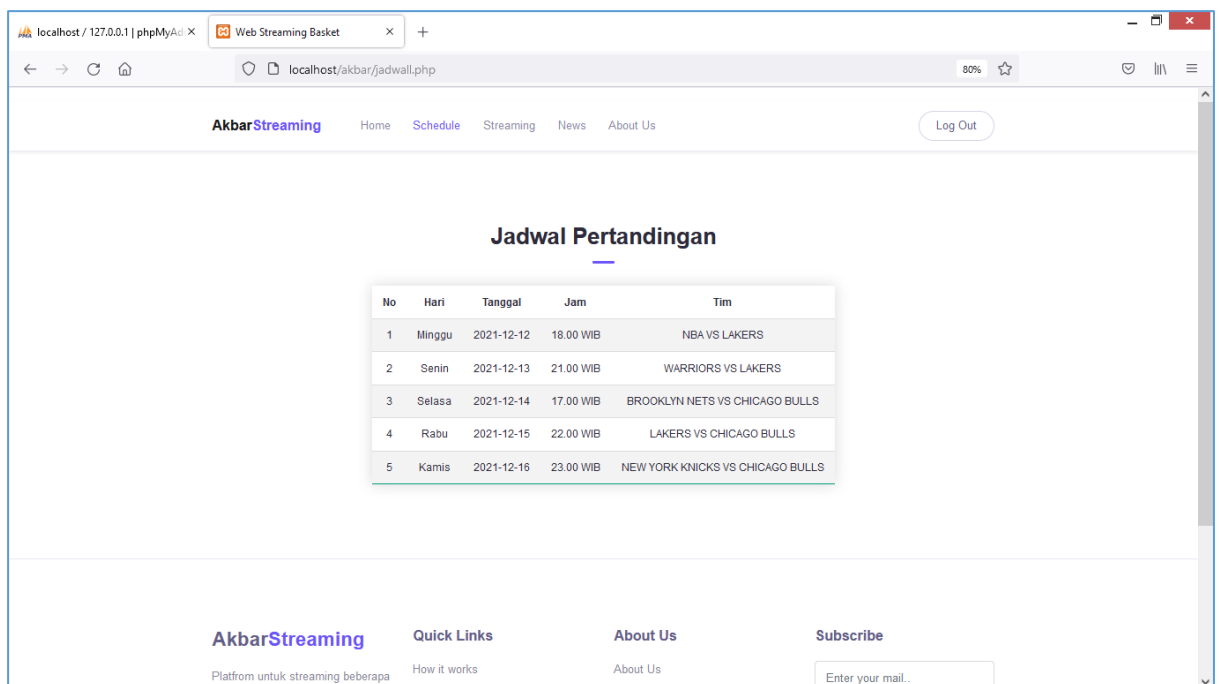 localhost / 127.0.0.1 | phpMyAd
Web Streaming Basket
localhost/akbar/jadwall.php
80%
AkbarStreaming Home Schedule Streaming News About Us Log Out
Jadwal Pertandingan
No Hari Tanggal Jam Tim
1 Minggu 2021-12-12 18.00 WIB NBA VS LAKERS
2 Senin 2021-12-13 21.00 WIB WARRIORS VS LAKERS
3 Selasa 2021-12-14 17.00 WIB BROOKLYN NETS VS CHICAGO BULLS
4 Rabu 2021-12-15 22.00 WIB LAKERS VS CHICAGO BULLS
5 Kamis 2021-12-16 23.00 WIB NEW YORK KNICKS VS CHICAGO BULLS
AkbarStreaming
Platfrom untuk streaming beberapa
Quick Links
How it works
About Us
About Us
Subscribe
Enter your mail..